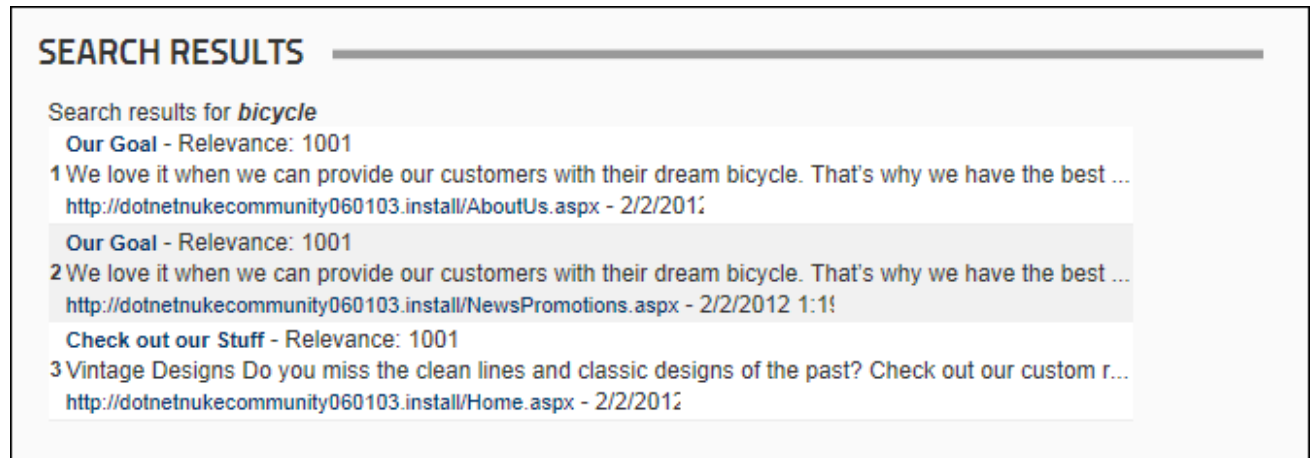 SEARCH RESULTS
Search results for bicycle
Our Goal - Relevance: 1001
1 We love it when we can provide our customers with their dream bicycle. That's why we have the best ...
http://dotnetnukecommunity060103.install/AboutUs.aspx - 2/2/2012
Our Goal - Relevance: 1001
2 We love it when we can provide our customers with their dream bicycle. That's why we have the best ...
http://dotnetnukecommunity060103.install/NewsPromotions.aspx - 2/2/2012
Check out our Stuff - Relevance: 1001
3 Vintage Designs Do you miss the clean lines and classic designs of the past? Check out our custom r...
http://dotnetnukecommunity060103.install/Home.aspx - 2/2/2012